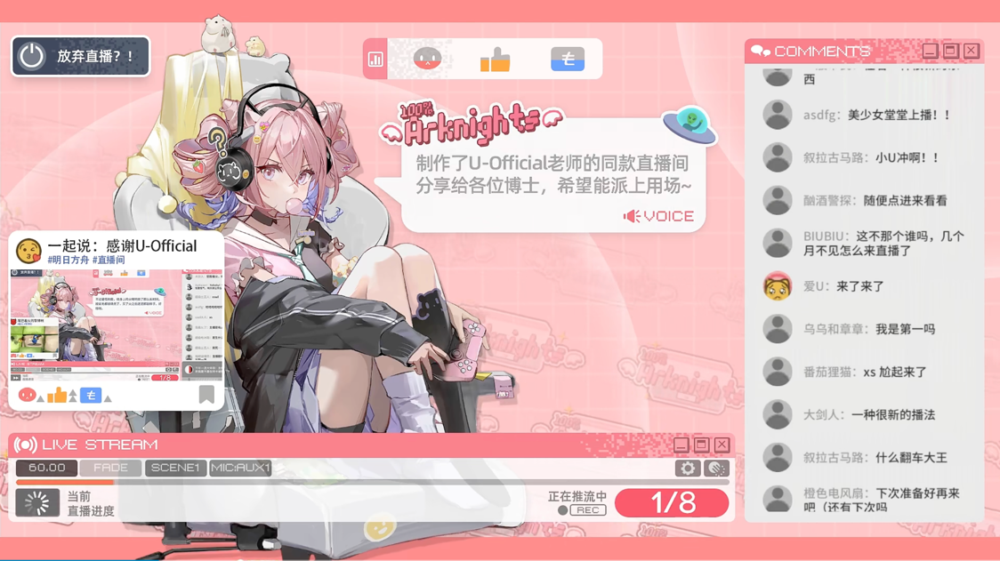 放弃直播？！
100%
Arknights
制作了U-Official老师的同款直播间
分享给各位博士，希望能派上用场~
VOICE
一起说：感谢U-Official
#明日方舟 #直播间
1/8
COMMENTS
西
asdfg：美少女堂堂上播！！
叙拉古马路：小U冲啊！！
酗酒警探：随便点进来看看
BIUBIU：这不那个谁吗，几个
月不见怎么来直播了
爱U：来了来了
乌乌和章章：我是第一吗
番茄狸猫：xs 尬起来了
大剑人：一种很新的播法
叙拉古马路：什么翻车大王
橙色电风扇：下次准备好再来
吧（还有下次吗
LIVE STREAM
60.00 FADE SCENE1 MIC:AUX1
当前
直播进度
正在推流中
REC
1/8